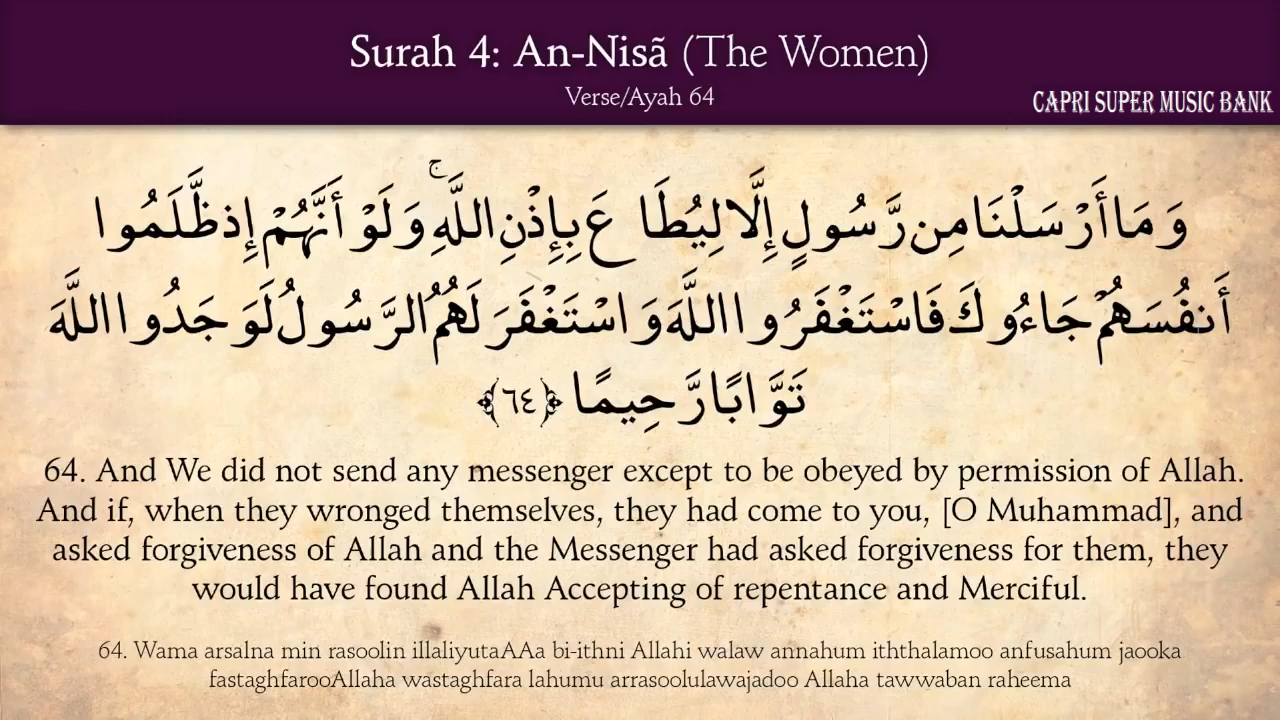 Surah 4: An-Nisã (The Women)
Verse/Ayah 64
CAPRI SUPER MUSIC BANK
وَمَا أَرْسَلْنَا مِن رَّسُولٍ إِلَّا لِيُطَاعَ بِإِذْنِ اللَّهِ ۚ وَلَوْ أَنَّهُمْ إِذ ظَّلَمُوا
أَنفُسَهُمْ جَاءُوكَ فَاسْتَغْفَرُوا اللَّهَ وَاسْتَغْفَرَ لَهُمُ الرَّسُولُ لَوَجَدُوا اللَّهَ
تَوَّابًا رَّحِيمًا ﴿٦٤﴾
64. And We did not send any messenger except to be obeyed by permission of Allah.
And if, when they wronged themselves, they had come to you, [O Muhammad], and
asked forgiveness of Allah and the Messenger had asked forgiveness for them, they
would have found Allah Accepting of repentance and Merciful.
64. Wama arsalna min rasoolin illaliyutaAAa bi-ithni Allahi walaw annahum iththalamoo anfusahum jaooka
fastaghfarooAllaha wastaghfara lahumu arrasoolulawajadoo Allaha tawwaban raheema